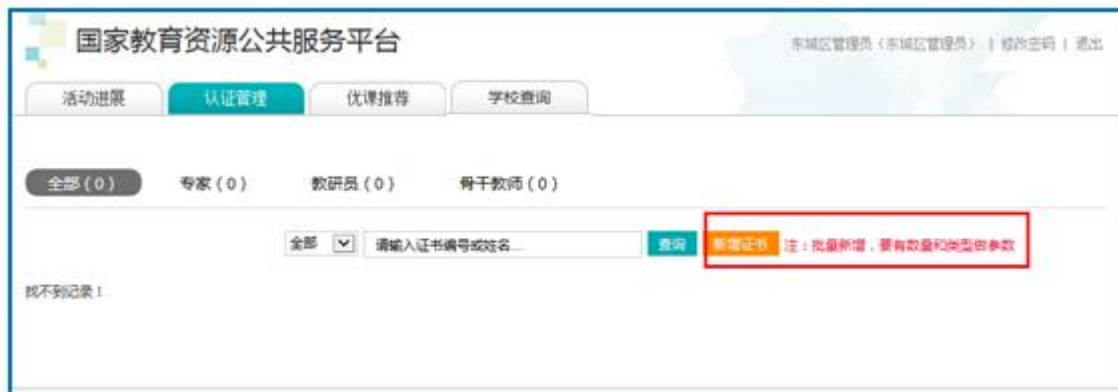 国家教育资源公共服务平台
东城区管理员（东城区管理员） | 修改密码 | 退出
活动进展 认证管理 优课推荐 学校查询
全部 ( 0 ) 专家 ( 0 ) 教研员 ( 0 ) 骨干教师 ( 0 )
全部 请输入证书编号或姓名... 查询 新增证书 注：批量新增，要有数量和类型做参数
找不到记录！